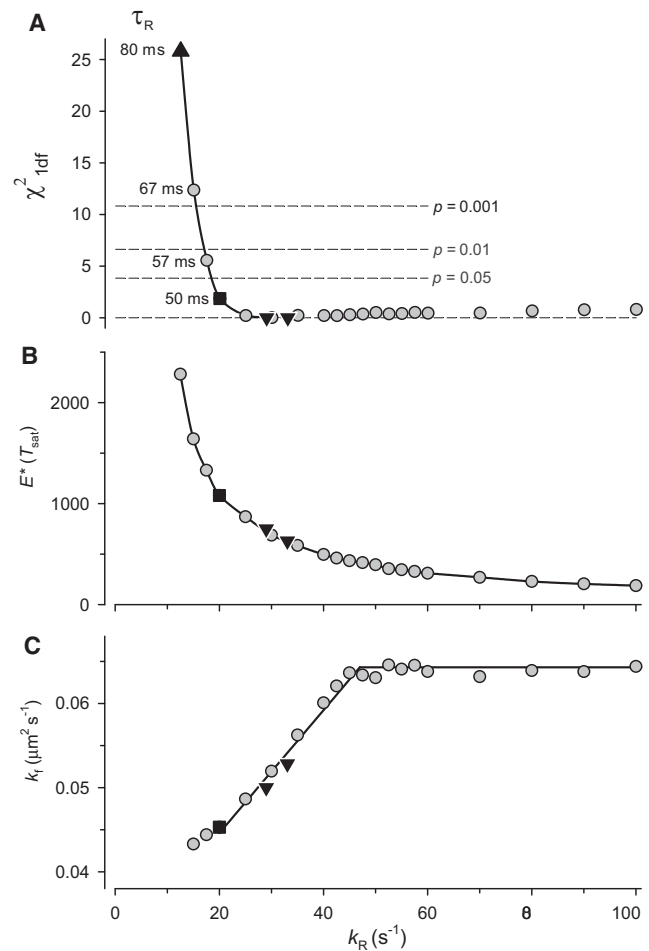 A
τR
80 ms
25
20
15
10
5
0
χ²1df
67 ms
57 ms
50 ms
p = 0.001
p = 0.01
p = 0.05
B
2000
1000
0
E* (Tsat)
C
0.06
0.05
0.04
kf (μm² s⁻¹)
0 20 40 60 80 100
kR (s⁻¹)